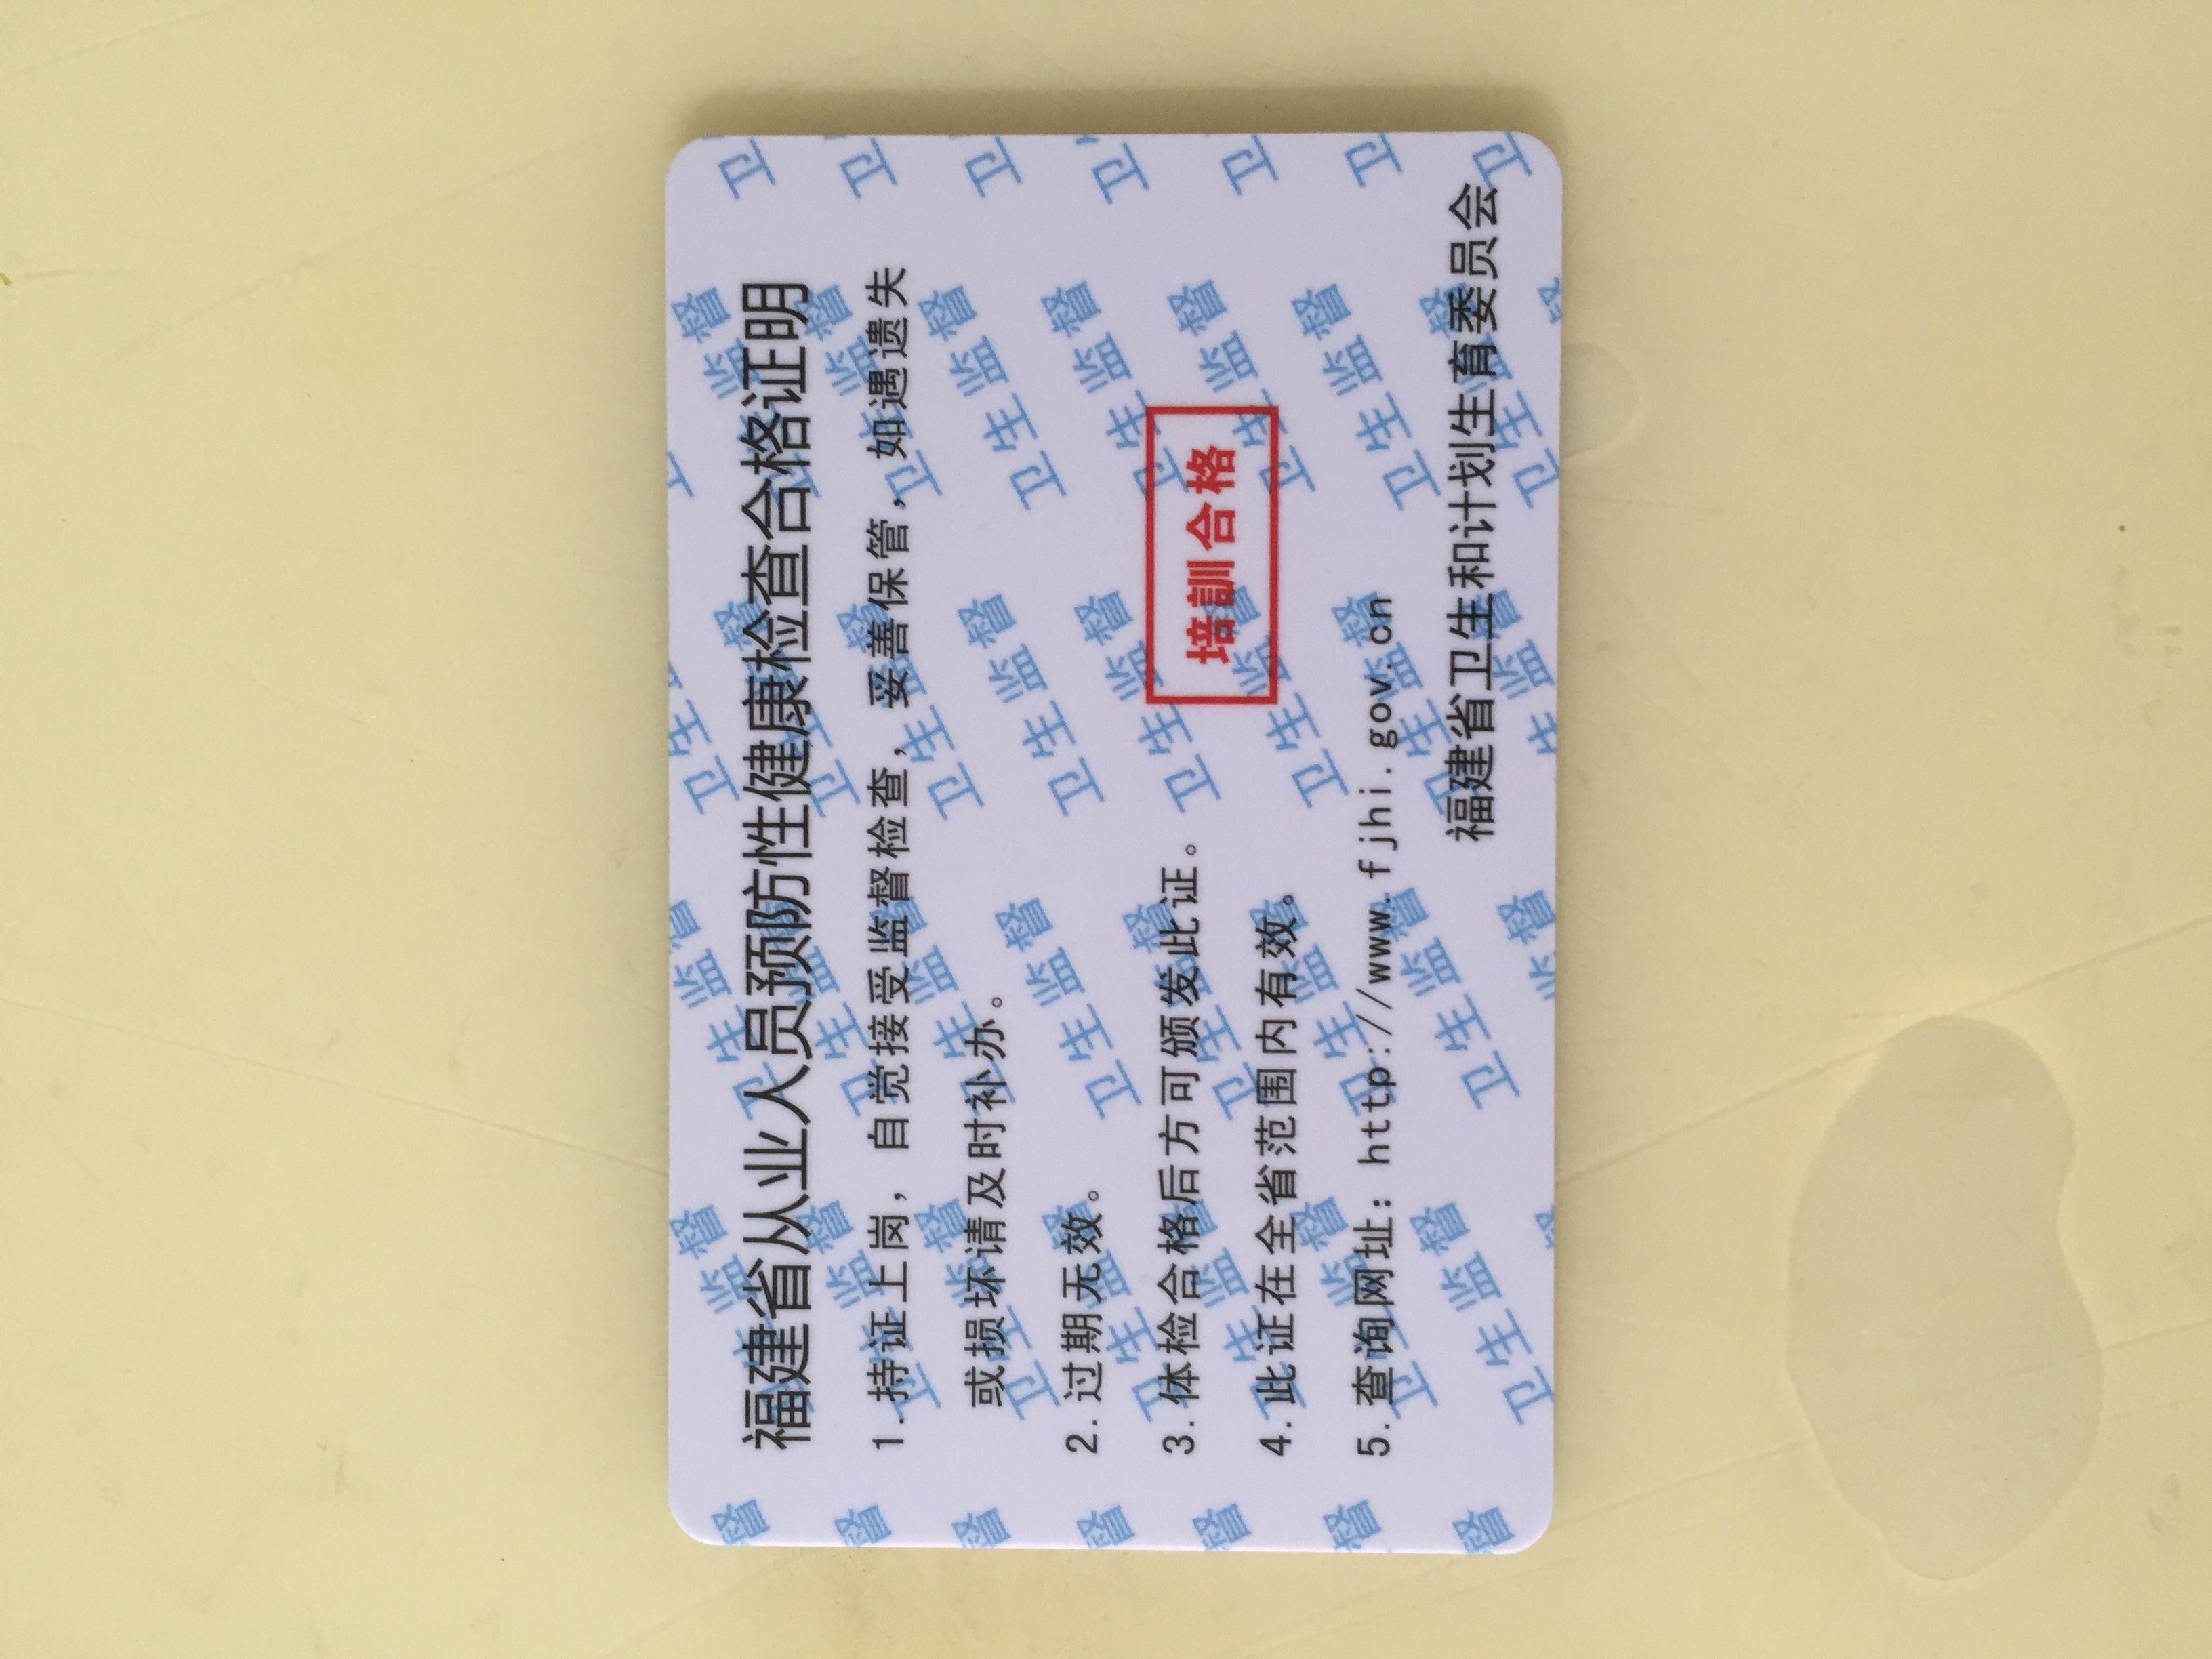 福建省从业人员预防性健康检查合格证明
1.持证上岗，自觉接受监督检查，妥善保管，如遇遗失
或损坏请及时补办。
2.过期无效。
3.体检合格后方可颁发此证。
4.此证在全省范围内有效。
5.查询网址：http://www.fjhi.gov.cn
培訓合格
福建省卫生和计划生育委员会
卫生监督